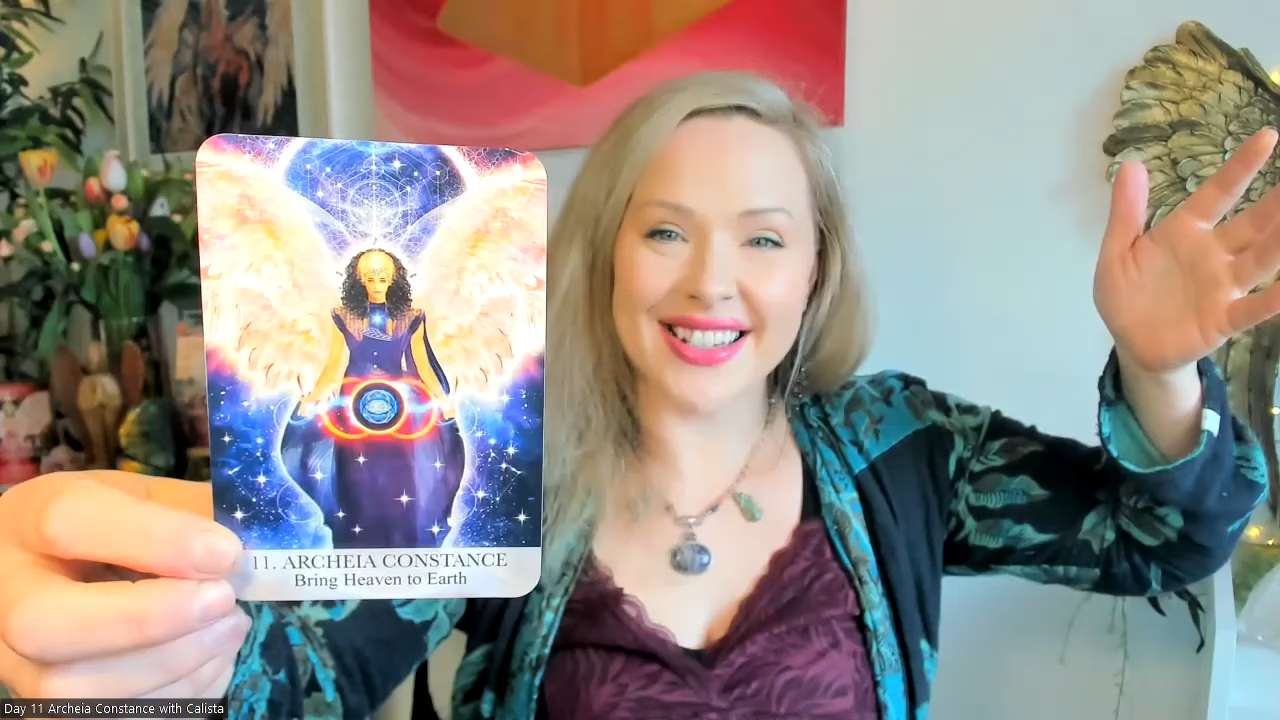 11. ARCHEIA CONSTANCE
Bring Heaven to Earth
Day 11 Archeia Constance with Calista